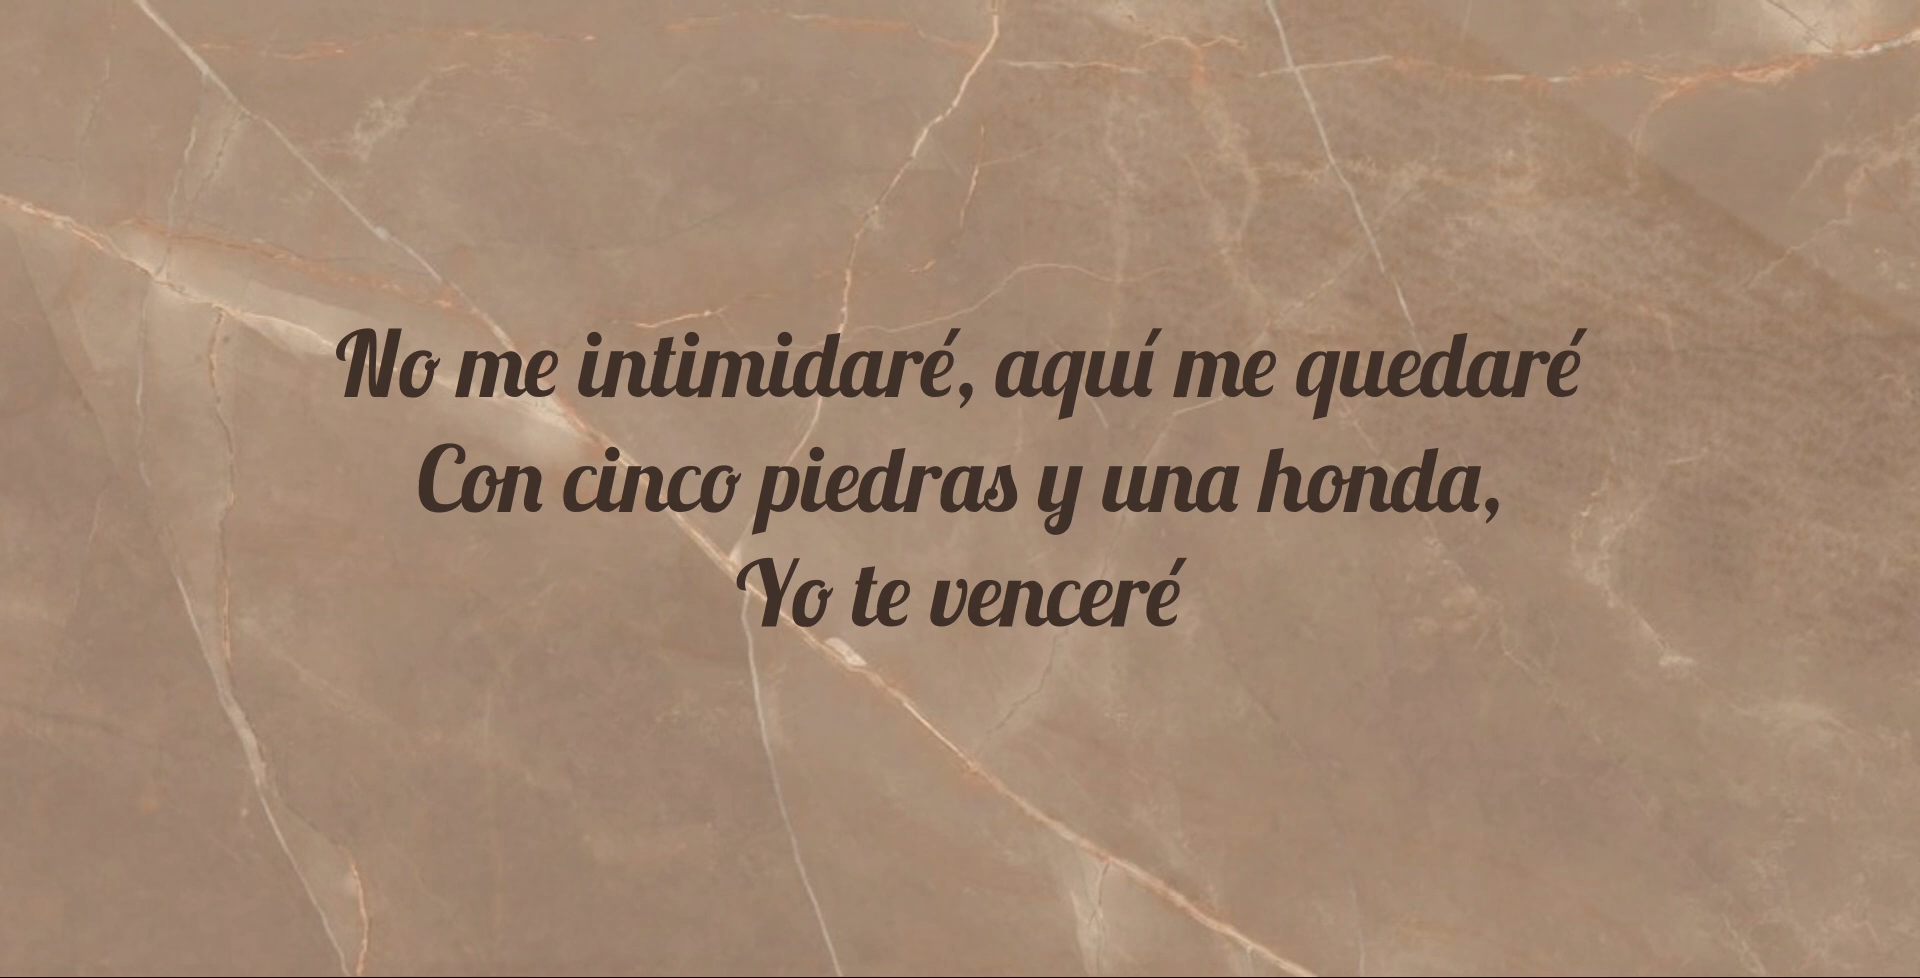 No me intimidaré, aquí me quedaré
Con cinco piedras y una honda,
Yo te venceré